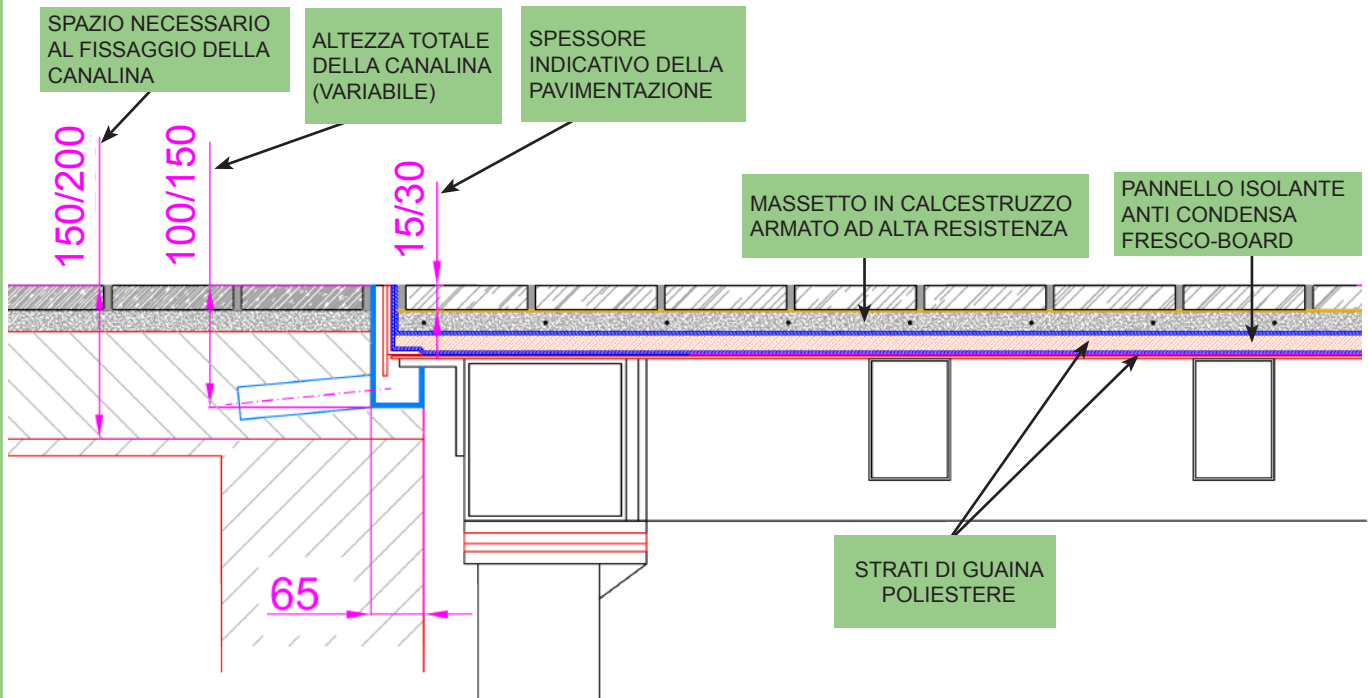 SPAZIO NECESSARIO
AL FISSAGGIO DELLA
CANALINA
ALTEZZA TOTALE
DELLA CANALINA
(VARIABILE)
SPESSORE
INDICATIVO DELLA
PAVIMENTAZIONE
150/200
100/150
15/30
MASSETTO IN CALCESTRUZZO
ARMATO AD ALTA RESISTENZA
PANNELLO ISOLANTE
ANTI CONDENSA
FRESCO-BOARD
65
STRATI DI GUAINA
POLIESTERE